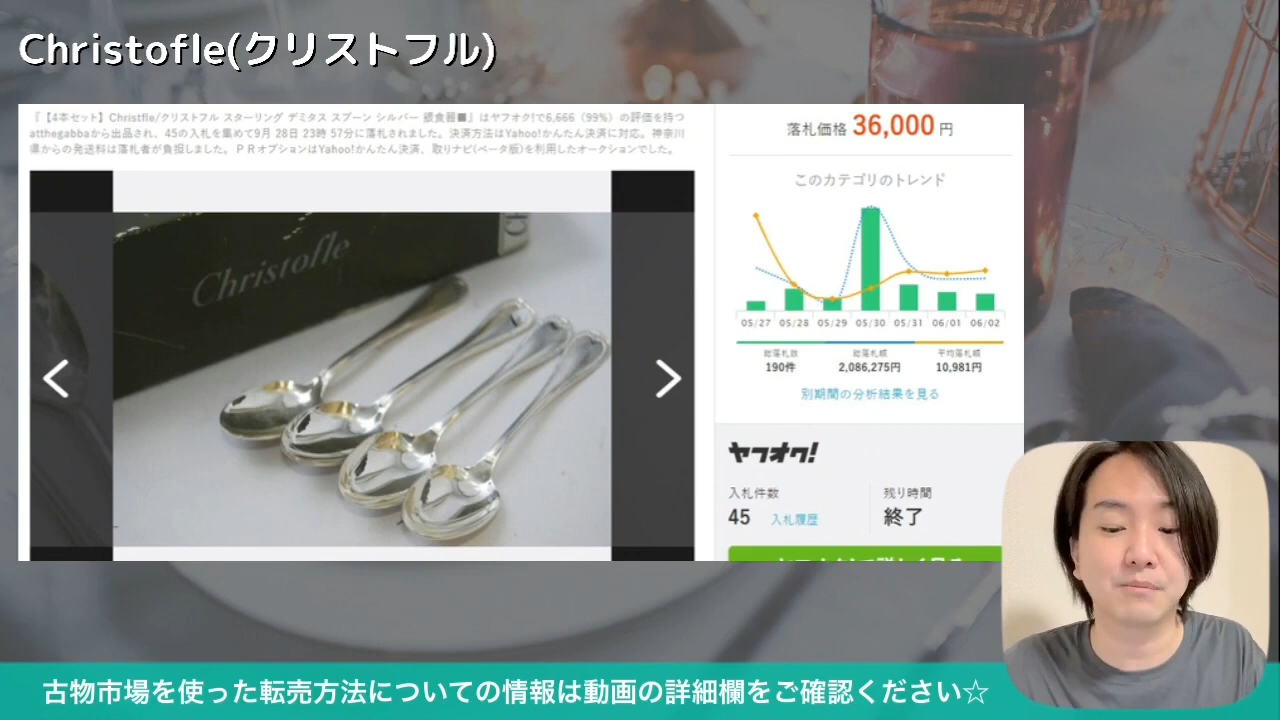 Christofle(クリストフル)
『【4本セット】Christfle/クリストフル スターリング デミタス スプーン シルバー 銀食器■』はヤフオク!で6,666（99%）の評価を持つ
atthegabbaから出品され、45の入札を集めて9月 28日 23時 57分に落札されました。決済方法はYahoo!かんたん決済に対応。神奈川
県からの発送料は落札者が負担しました。PRオプションはYahoo!かんたん決済、取りナビ(ベータ版)を利用したオークションでした。
Christofle
落札価格 36,000 円
このカテゴリのトレンド
05/27 05/28 05/29 05/30 05/31 06/01 06/02
総落札数 総落札額 平均落札額
190件 2,086,275円 10,981円
別期間の分析結果を見る
ヤフオク!
入札件数 残り時間
45 入札履歴 終了
古物市場を使った転売方法についての情報は動画の詳細欄をご確認ください☆